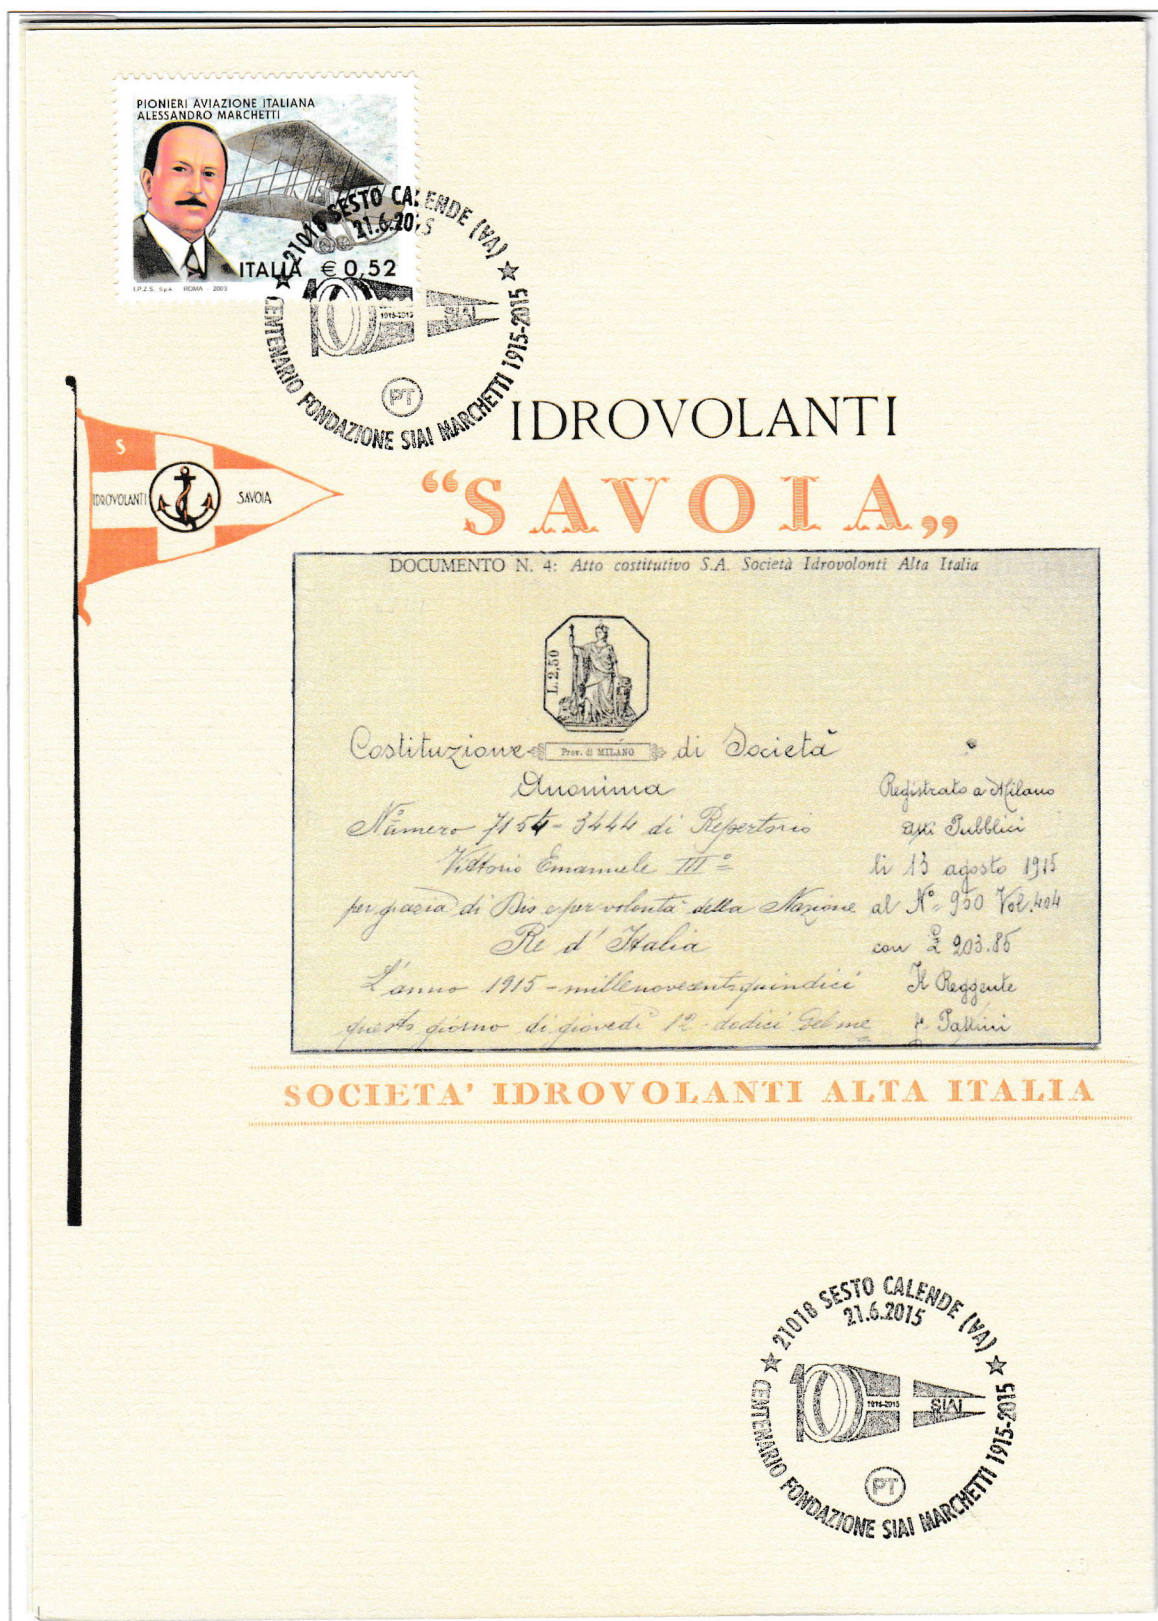 PIONIERI AVIAZIONE ITALIANA
ALESSANDRO MARCHETTI
ITALIA € 0,52
I.P.Z.S. S.p.A. ROMA - 2003
21018 SESTO CALENDE (VA)
21.6.2015
1915-2015
SIAI
PT
CENTENARIO FONDAZIONE SIAI MARCHETTI 1915-2015
IDROVOLANTI
“SAVOIA„
S
IDROVOLANTI SAVOIA
DOCUMENTO N. 4: Atto costitutivo S.A. Società Idrovolonti Alta Italia
L. 2,50
Costituzione Prov. di MILANO di Società
Anonima
Numero 7154 - 3444 di Repertorio
Vittorio Emanuele III°
per grazia di Dio e per volontà della Nazione
Re d' Italia
L'anno 1915 - millenovecentoquindici
questo giorno di giovedì 12 - dodici
Registrato a Milano
Atti Pubblici
li 13 agosto 1915
al N° 950 Vol. 404
con £ 203.85
Il Reggente
SOCIETA' IDROVOLANTI ALTA ITALIA
21018 SESTO CALENDE (VA)
21.6.2015
1915-2015
SIAI
PT
CENTENARIO FONDAZIONE SIAI MARCHETTI 1915-2015